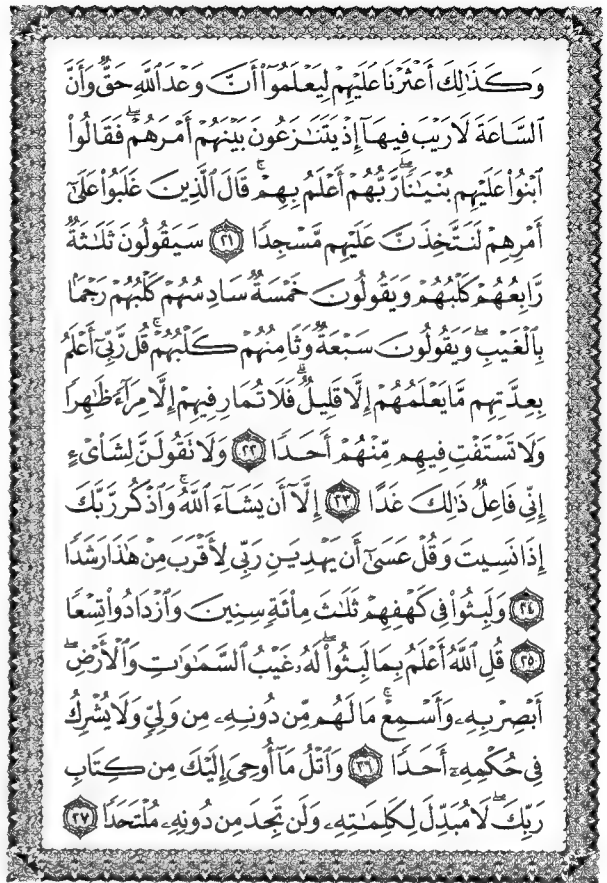 وَكَذَٰلِكَ أَعْثَرْنَا عَلَيْهِمْ لِيَعْلَمُوٓا۟ أَنَّ وَعْدَ ٱللَّهِ حَقٌّ وَأَنَّ
ٱلسَّاعَةَ لَا رَيْبَ فِيهَآ إِذْ يَتَنَٰزَعُونَ بَيْنَهُمْ أَمْرَهُمْ ۖ فَقَالُوا۟
ٱبْنُوا۟ عَلَيْهِم بُنْيَٰنًا ۖ رَّبُّهُمْ أَعْلَمُ بِهِمْ ۚ قَالَ ٱلَّذِينَ غَلَبُوا۟ عَلَىٰٓ
أَمْرِهِمْ لَنَتَّخِذَنَّ عَلَيْهِم مَّسْجِدًا ٢١ سَيَقُولُونَ ثَلَٰثَةٌ
رَّابِعُهُمْ كَلْبُهُمْ وَيَقُولُونَ خَمْسَةٌ سَادِسُهُمْ كَلْبُهُمْ رَجْمًۢا
بِٱلْغَيْبِ ۖ وَيَقُولُونَ سَبْعَةٌ وَثَامِنُهُمْ كَلْبُهُمْ ۚ قُل رَّبِّىٓ أَعْلَمُ
بِعِدَّتِهِم مَّا يَعْلَمُهُمْ إِلَّا قَلِيلٌ ۗ فَلَا تُمَارِ فِيهِمْ إِلَّا مِرَآءً ظَٰهِرًا
وَلَا تَسْتَفْتِ فِيهِم مِّنْهُمْ أَحَدًا ٢٢ وَلَا تَقُولَنَّ لِشَا۟ىْءٍ
إِنِّى فَاعِلٌ ذَٰلِكَ غَدًا ٢٣ إِلَّآ أَن يَشَآءَ ٱللَّهُ ۚ وَٱذْكُر رَّبَّكَ
إِذَا نَسِيتَ وَقُلْ عَسَىٰٓ أَن يَهْدِيَنِ رَبِّى لِأَقْرَبَ مِنْ هَٰذَا رَشَدًا
٢٤ وَلَبِثُوا۟ فِى كَهْفِهِمْ ثَلَٰثَ مِا۟ئَةٍ سِنِينَ وَٱزْدَادُوا۟ تِسْعًا
٢٥ قُلِ ٱللَّهُ أَعْلَمُ بِمَا لَبِثُوا۟ ۖ لَهُۥ غَيْبُ ٱلسَّمَٰوَٰتِ وَٱلْأَرْضِ ۖ
أَبْصِرْ بِهِۦ وَأَسْمِعْ ۚ مَا لَهُم مِّن دُونِهِۦ مِن وَلِىٍّ وَلَا يُشْرِكُ
فِى حُكْمِهِۦٓ أَحَدًا ٢٦ وَٱتْلُ مَآ أُوحِىَ إِلَيْكَ مِن كِتَابِ
رَبِّكَ ۖ لَا مُبَدِّلَ لِكَلِمَٰتِهِۦ وَلَن تَجِدَ مِن دُونِهِۦ مُلْتَحَدًا ٢٧